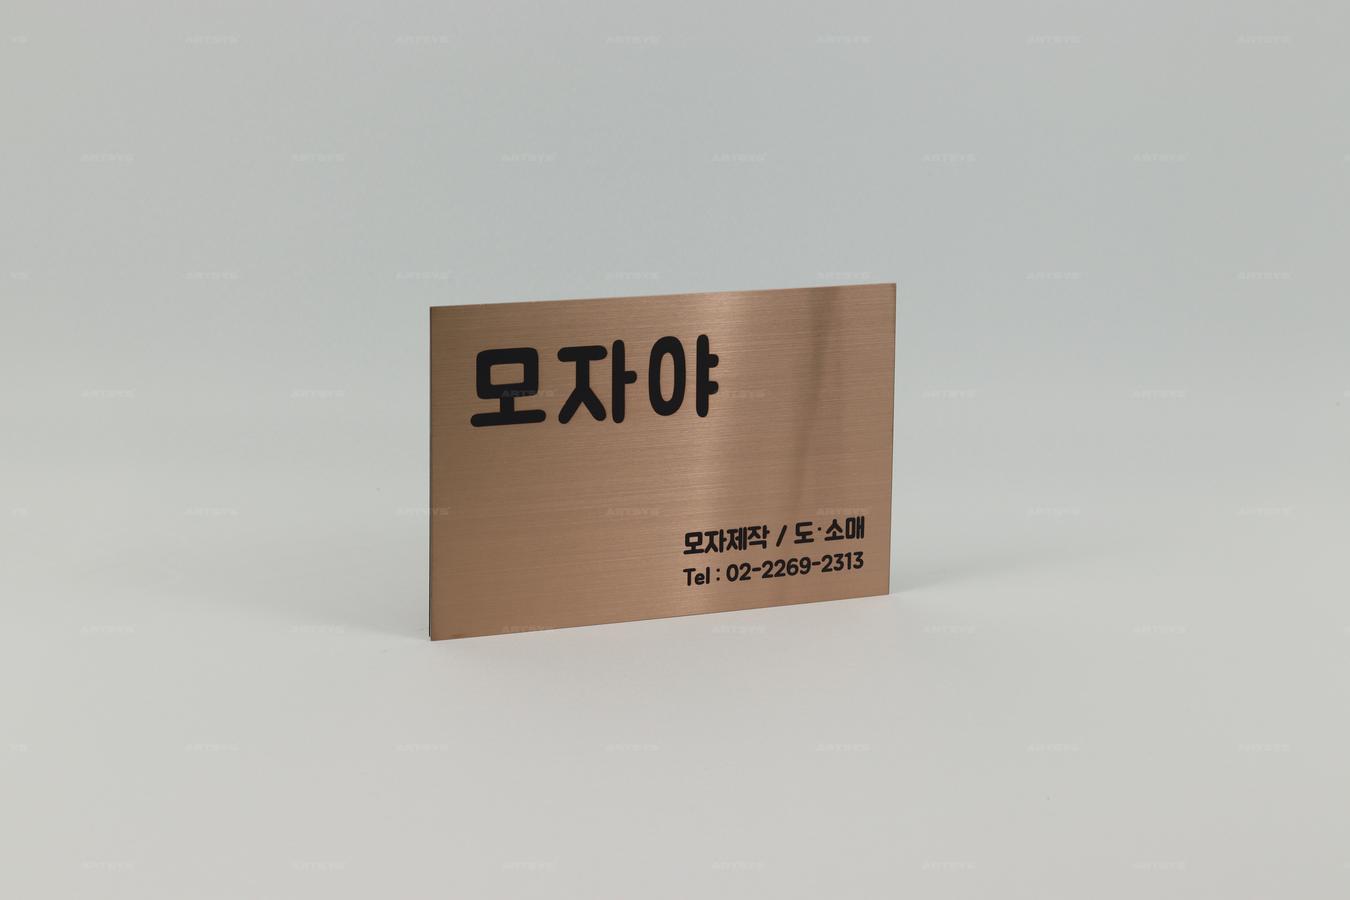 모자야
모자제작 / 도·소매
Tel : 02-2269-2313